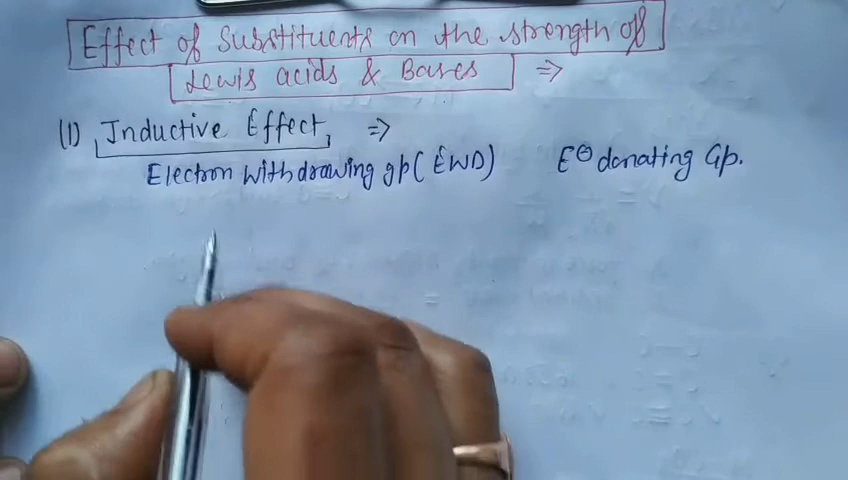 Effect of Substituents on the strength of
Lewis acids & Bases ⇒
(1) Inductive Effect, ⇒
Electron withdrawing gp (EWD) E⊖ donating Gp.